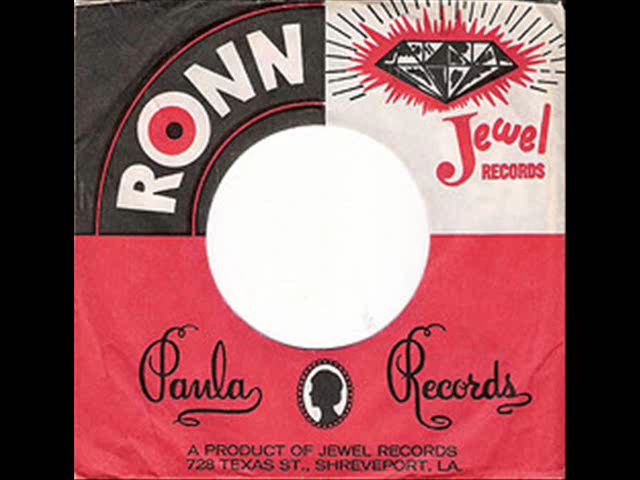 RONN
Jewel
RECORDS
Paula Records
A PRODUCT OF JEWEL RECORDS
728 TEXAS ST., SHREVEPORT, LA.